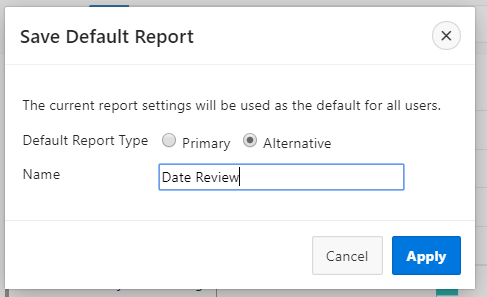 Save Default Report
The current report settings will be used as the default for all users.
Default Report Type Primary Alternative
Name Date Review
Cancel Apply